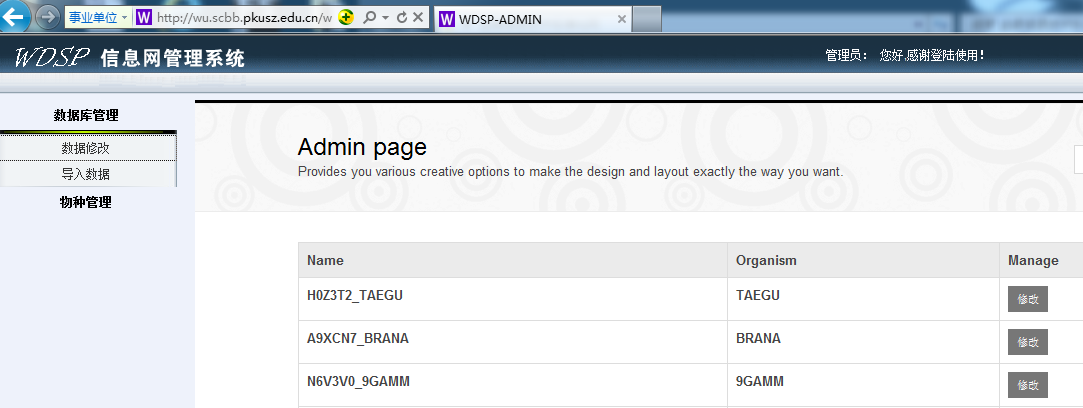 事业单位 http://wu.scbb.pkusz.edu.cn/w WDSP-ADMIN
WDSP 信息网管理系统
管理员： 您好,感谢登陆使用!
数据库管理
数据修改
导入数据
物种管理
Admin page
Provides you various creative options to make the design and layout exactly the way you want.
Name Organism Manage
H0Z3T2_TAEGU TAEGU 修改
A9XCN7_BRANA BRANA 修改
N6V3V0_9GAMM 9GAMM 修改